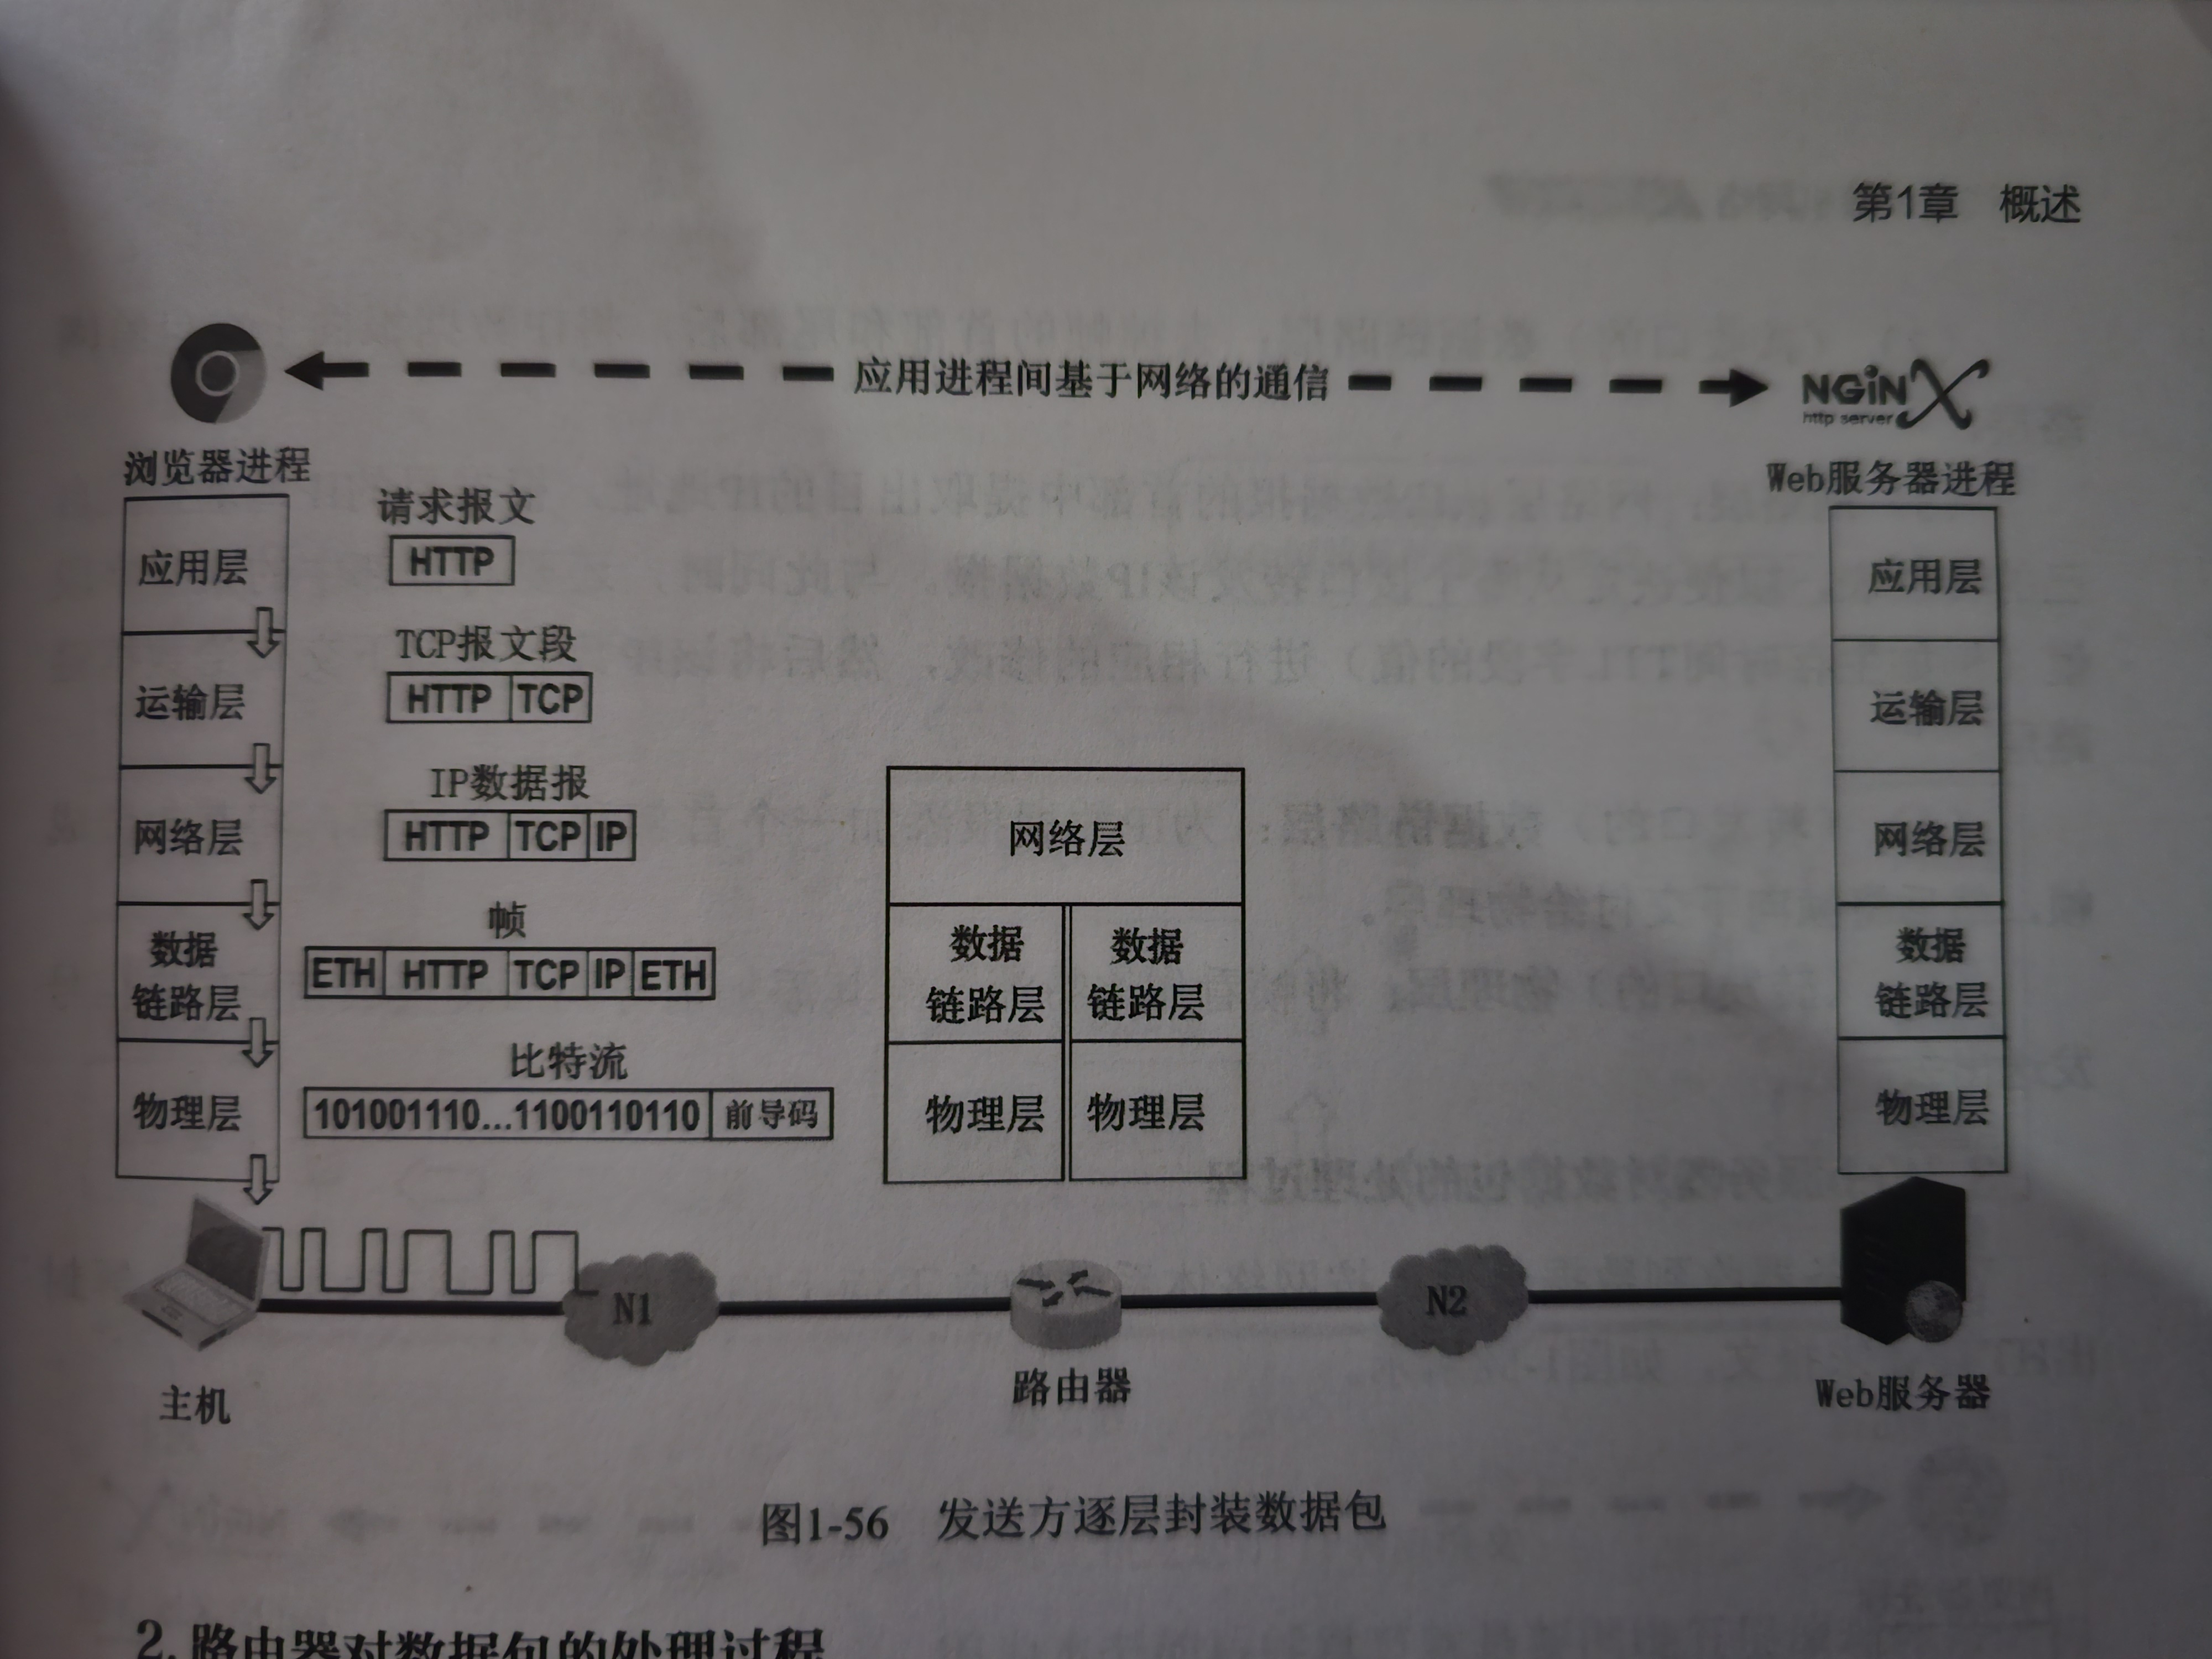 第1章 概述
应用进程间基于网络的通信
NGiNX
http server
浏览器进程
Web服务器进程
应用层
请求报文
HTTP
应用层
运输层
TCP报文段
HTTP TCP
运输层
网络层
IP数据报
HTTP TCP IP
网络层
网络层
数据
链路层
帧
ETH HTTP TCP IP ETH
数据
链路层
数据
链路层
数据
链路层
物理层
比特流
101001110...110011010110 前导码
物理层
物理层
物理层
N1
N2
主机
路由器
Web服务器
图1-56 发送方逐层封装数据包
2.路由器对数据包的处理过程